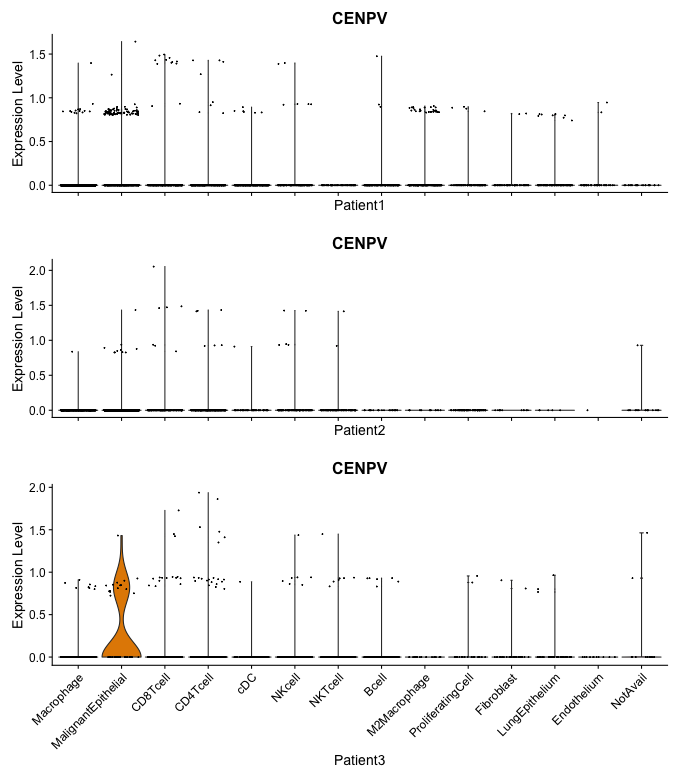 CENPV
Expression Level
1.5
1.0
0.5
0.0
Patient1
CENPV
Expression Level
2.0
1.5
1.0
0.5
0.0
Patient2
CENPV
Expression Level
2.0
1.5
1.0
0.5
0.0
Macrophage
MalignantEpithelial
CD8Tcell
CD4Tcell
cDC
NKcell
NKTcell
Bcell
M2Macrophage
ProliferatingCell
Fibroblast
LungEpithelium
Endothelium
NotAvail
Patient3